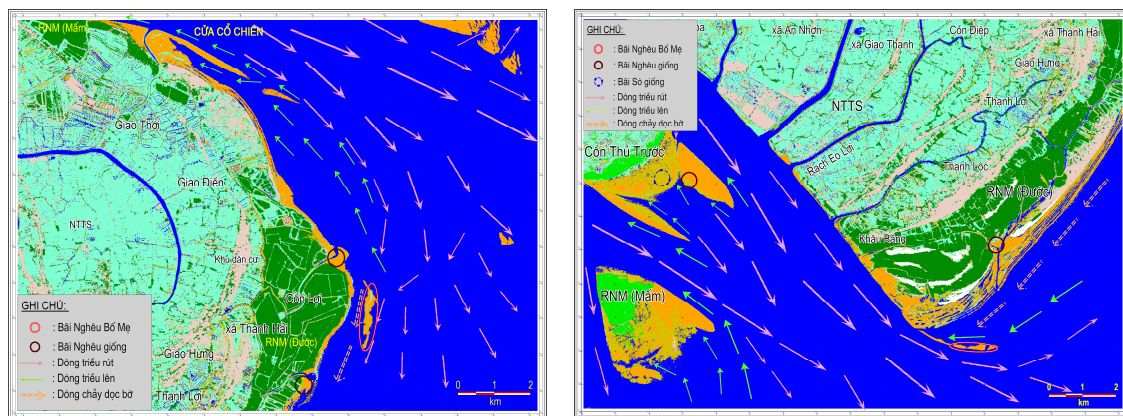 RNM (Mắm)
CỬA CỔ CHIÊN
Giao Thới
Giao Điền
NTTS
Khu dân cư
Cồn Lợi
xã Thạnh Hải
RNM (Đước)
Giao Hưng
Thạnh Lợi
GHI CHÚ:
: Bãi Nghêu Bố Mẹ
: Bãi Nghêu giống
: Dòng triều rút
: Dòng triều lên
: Dòng chảy dọc bờ
0 1 2
km
GHI CHÚ:
: Bãi Nghêu Bố Mẹ
: Bãi Nghêu giống
: Bãi Sò giống
: Dòng triều rút
: Dòng triều lên
: Dòng chảy dọc bờ
xã An Nhơn
xã Giao Thạnh
Cồn Điệp
xã Thạnh Hải
Giao Hưng
NTTS
Thạnh Lợi
Rạch Eo Lói
Thạnh Lộc
Cồn Thủ Trước
RNM (Đước)
Khâu Băng
RNM (Mắm)
0 1 2
km